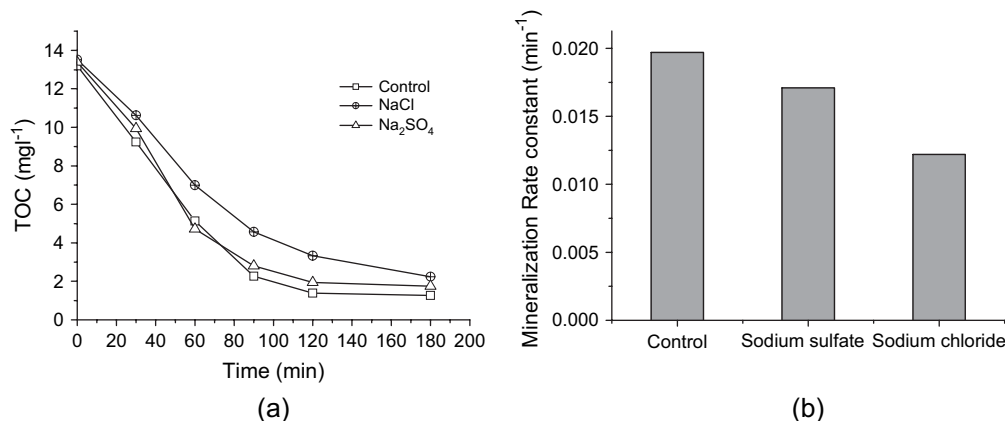 14
12
10
8
6
4
2
0
TOC (mgl⁻¹)
Control
NaCl
Na₂SO₄
0 20 40 60 80 100 120 140 160 180 200
Time (min)
(a)
0.020
0.015
0.010
0.005
0.000
Mineralization Rate constant (min⁻¹)
Control Sodium sulfate Sodium chloride
(b)